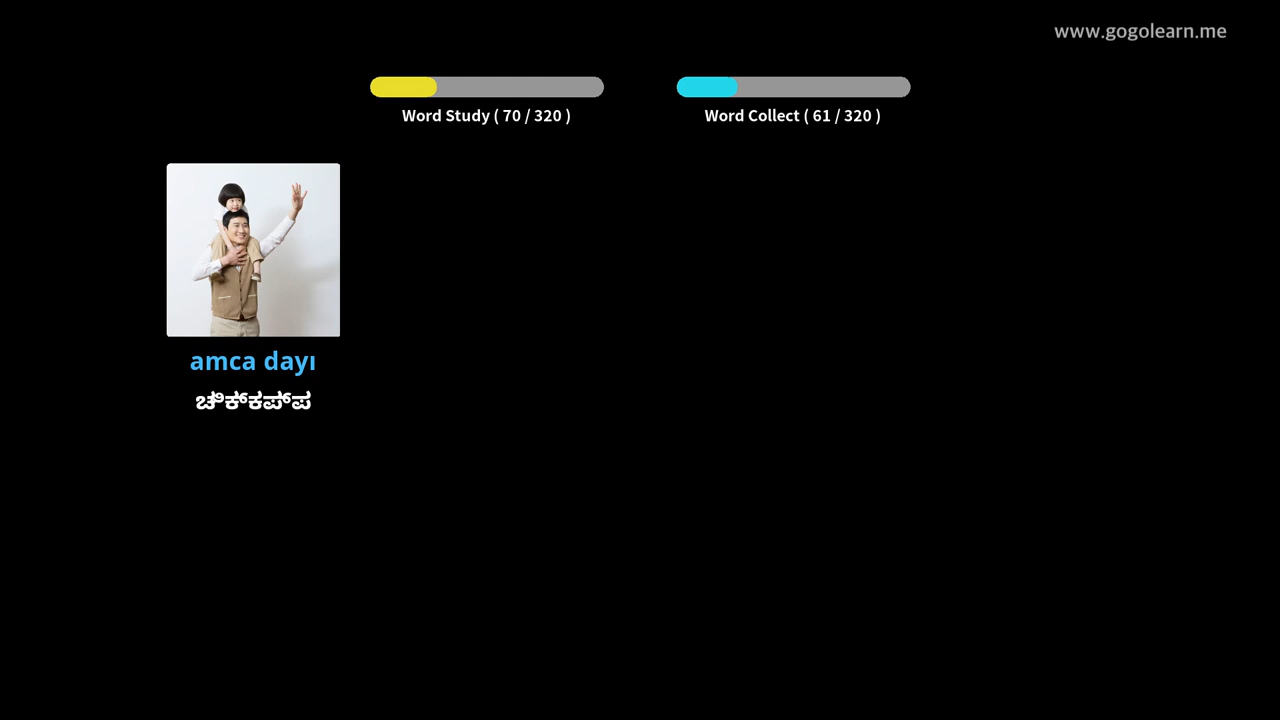 www.gogolearn.me
Word Study ( 70 / 320 )
Word Collect ( 61 / 320 )
amca dayı
ಚಿಕ್ಕಪ್ಪ